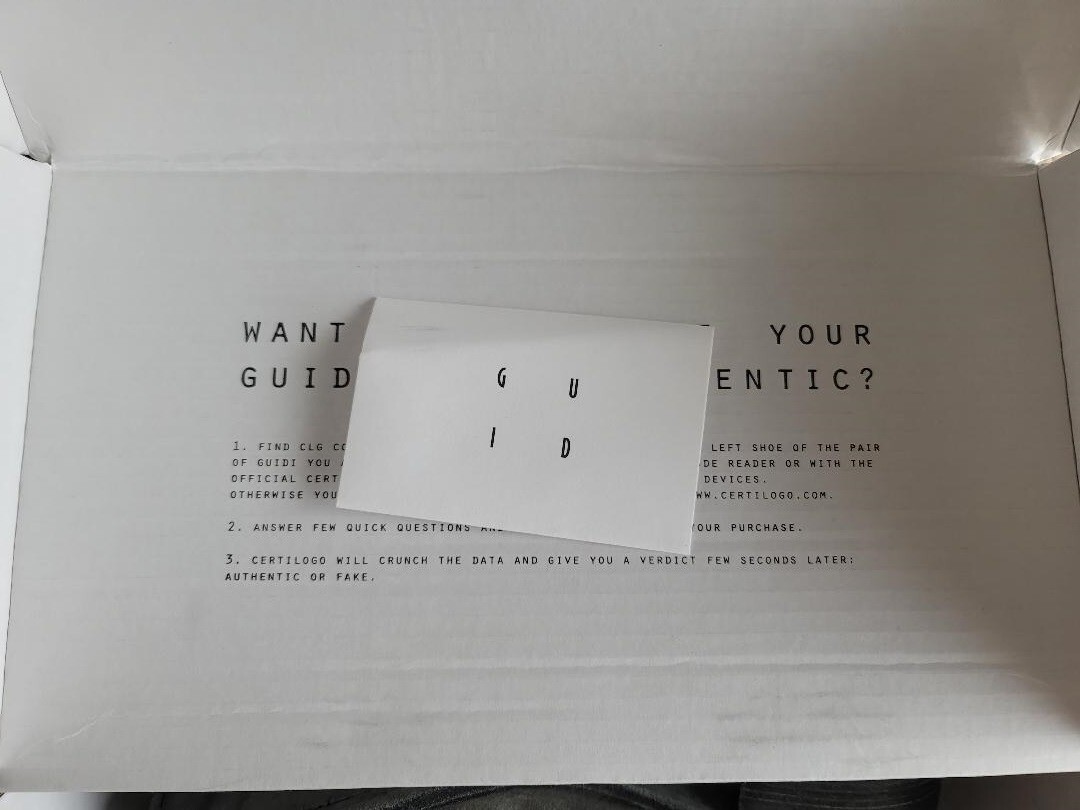 WANT YOUR
GUID ENTIC?
G U
I D
1. FIND CLG LEFT SHOE OF THE PAIR
OF GUIDI YOU DE READER OR WITH THE
OFFICIAL CERT DEVICES.
OTHERWISE YOU WW.CERTILOGO.COM.
2. ANSWER FEW QUICK QUESTIONS YOUR PURCHASE.
3. CERTILOGO WILL CRUNCH THE DATA AND GIVE YOU A VERDICT FEW SECONDS LATER:
AUTHENTIC OR FAKE.